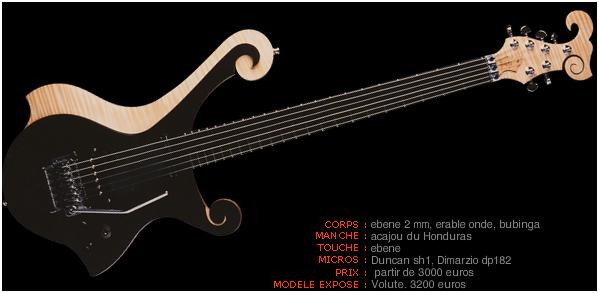 CORPS : ebene 2 mm, erable onde, bubinga
MANCHE : acajou du Honduras
TOUCHE : ebene
MICROS : Duncan sh1, Dimarzio dp182
PRIX : partir de 3000 euros
MODELE EXPOSE : Volute. 3200 euros